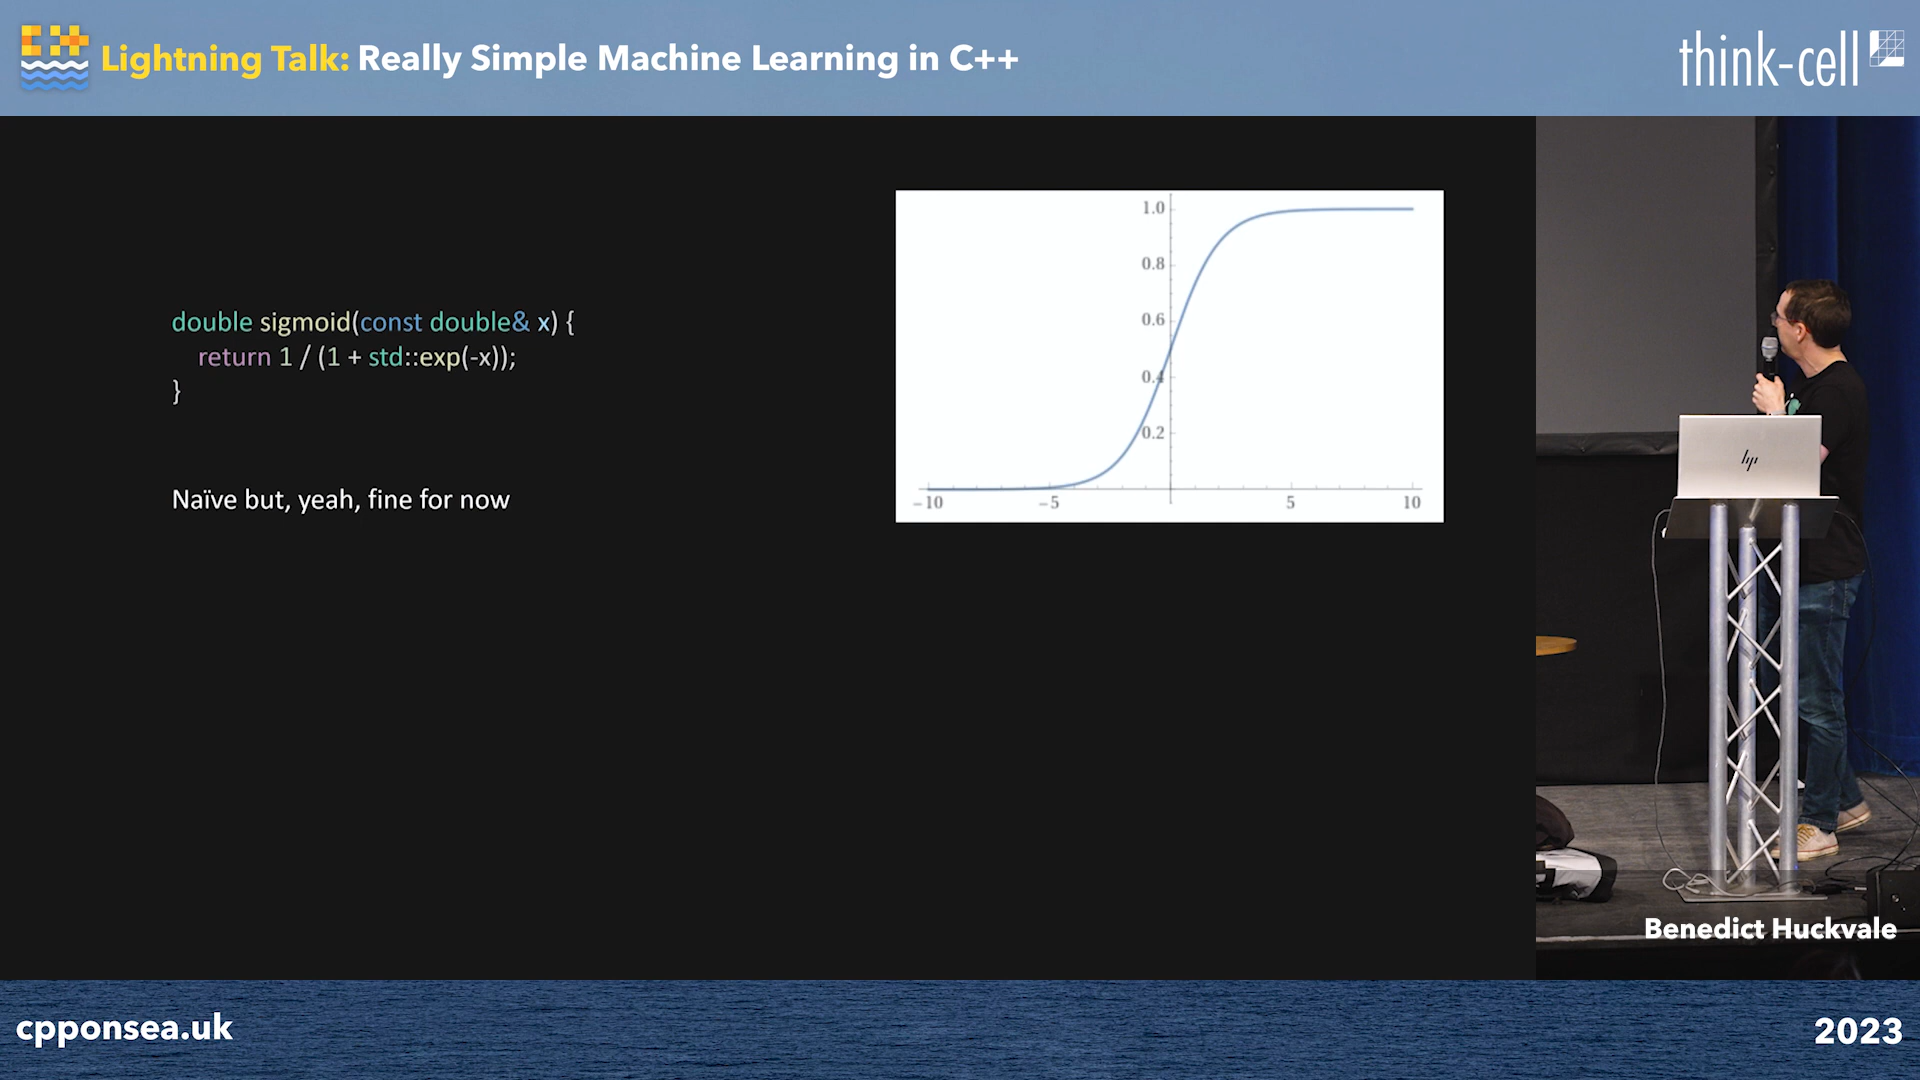 Lightning Talk: Really Simple Machine Learning in C++
think-cell
double sigmoid(const double& x) {
return 1 / (1 + std::exp(-x));
}
Naïve but, yeah, fine for now
1.0
0.8
0.6
0.4
0.2
−10
−5
5
10
hp
Benedict Huckvale
cpponsea.uk
2023